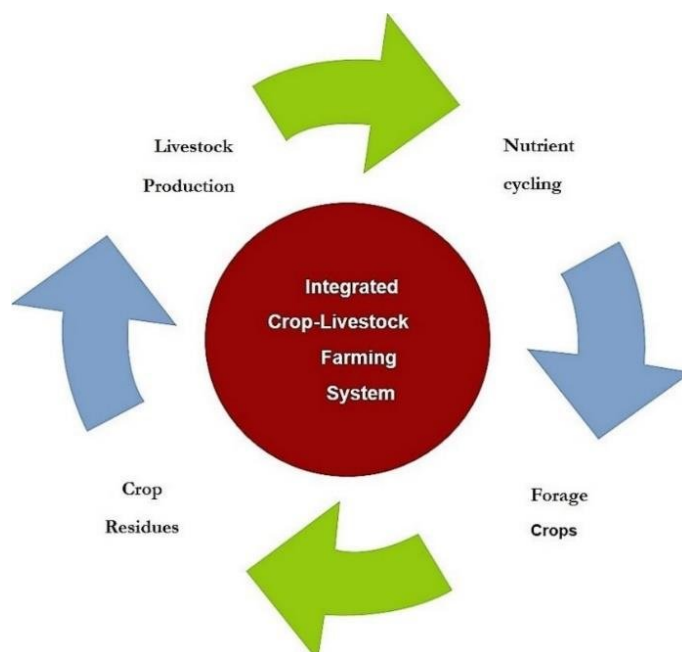 Livestock
Production
Nutrient
cycling
Integrated
Crop-Livestock
Farming
System
Crop
Residues
Forage
Crops